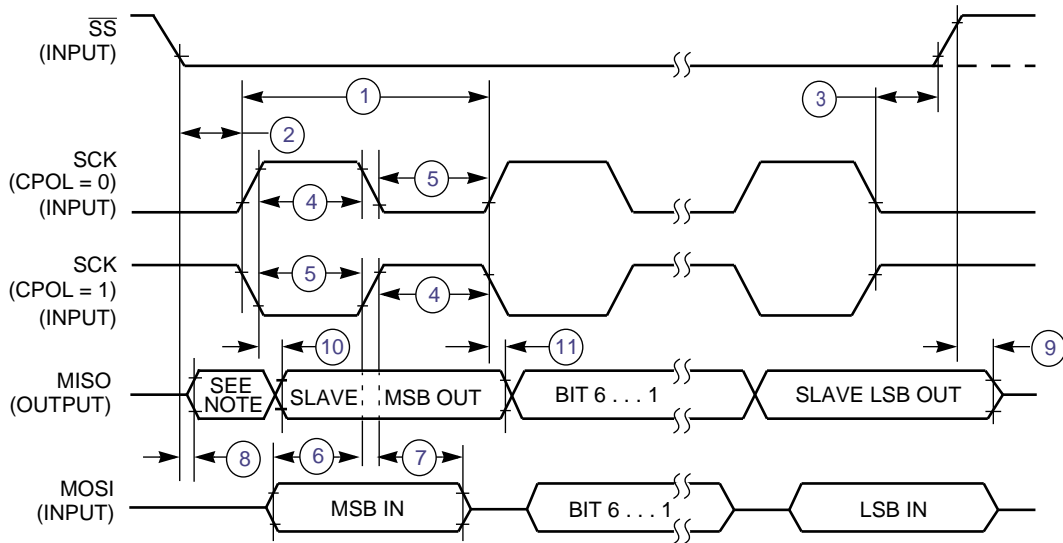 SS
(INPUT)
1
3
2
SCK
(CPOL = 0)
(INPUT)
4
5
SCK
(CPOL = 1)
(INPUT)
5
4
10
11
9
MISO
(OUTPUT)
SEE
NOTE
SLAVE
MSB OUT
BIT 6 . . . 1
SLAVE LSB OUT
8
6
7
MOSI
(INPUT)
MSB IN
BIT 6 . . . 1
LSB IN